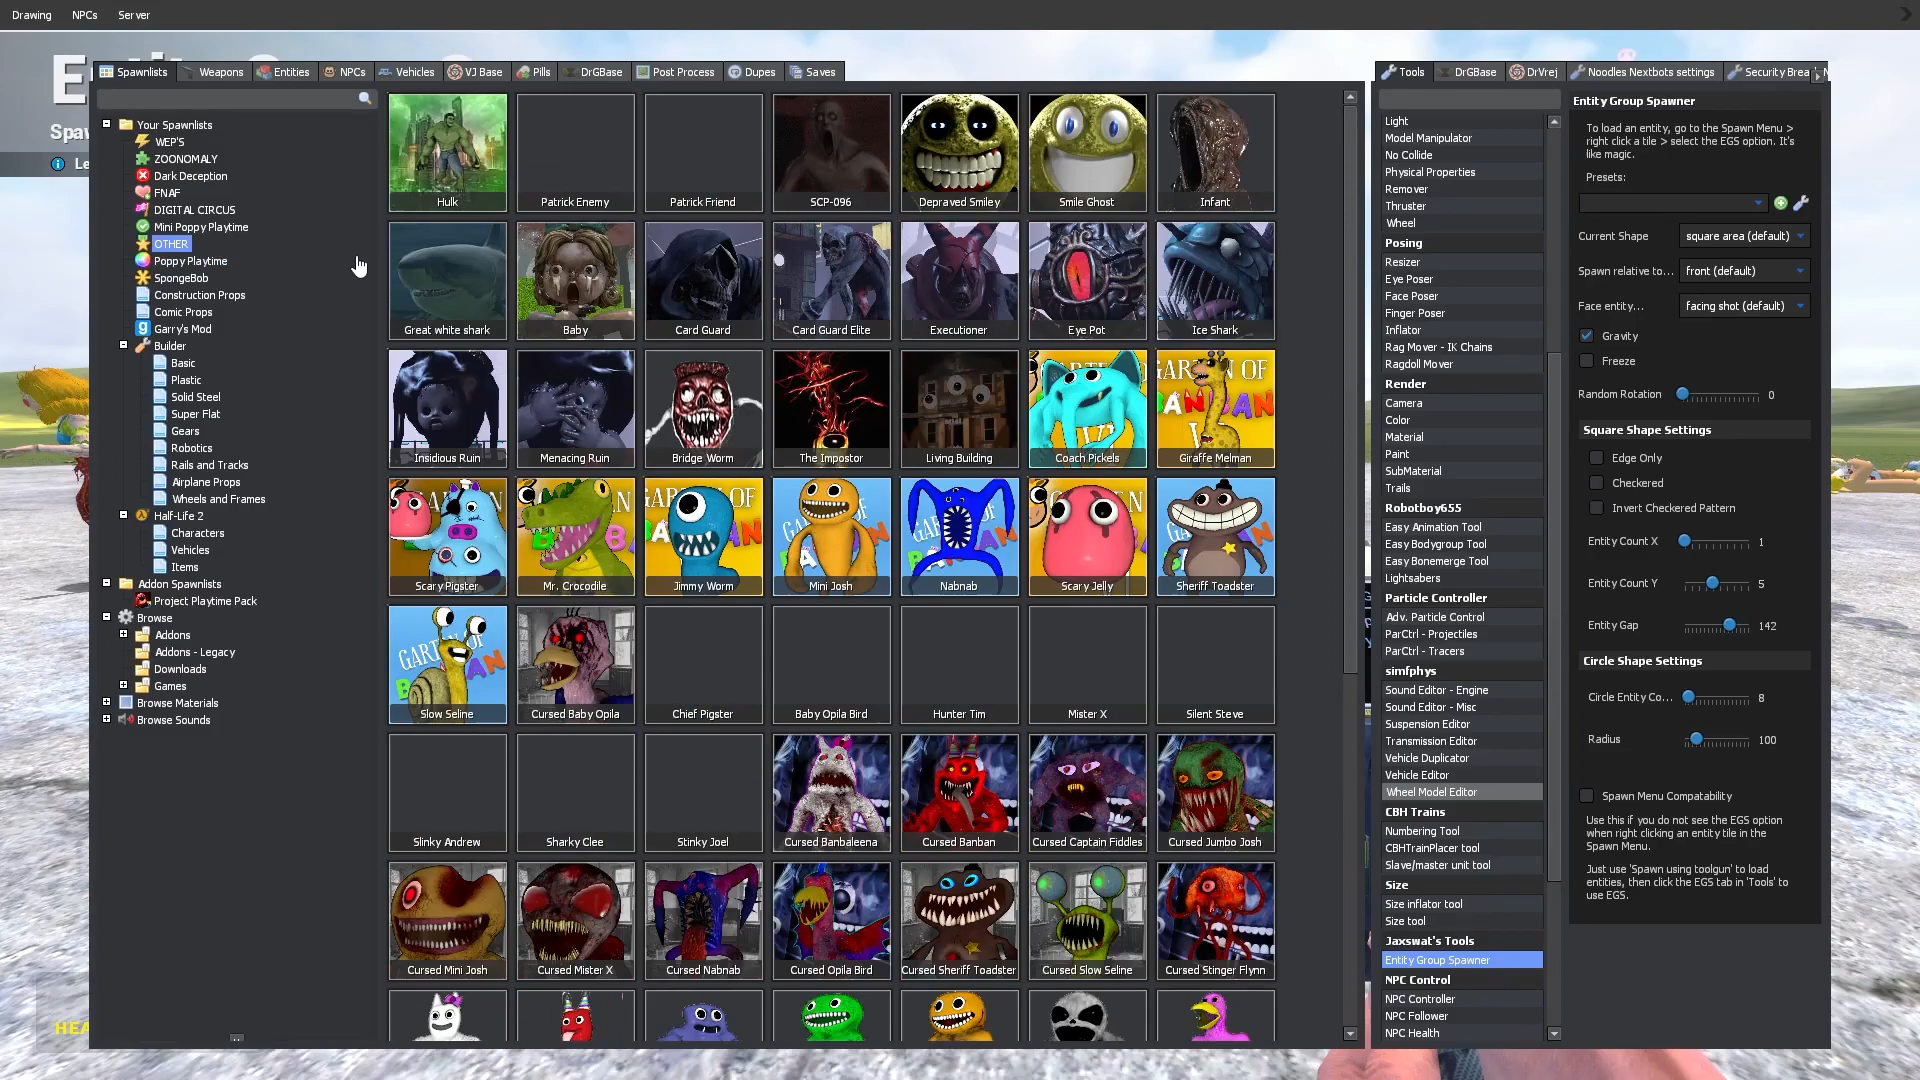 Drawing NPCs Server
Spawnlists Weapons Entities NPCs Vehicles VJ Base Pills DrGBase Post Process Dupes Saves
Your Spawnlists
WEP'S
ZOONOMALY
Dark Deception
FNAF
DIGITAL CIRCUS
Mini Poppy Playtime
OTHER
Poppy Playtime
SpongeBob
Construction Props
Comic Props
Garry's Mod
Builder
Basic
Plastic
Solid Steel
Super Flat
Gears
Robotics
Rails and Tracks
Airplane Props
Wheels and Frames
Half-Life 2
Characters
Vehicles
Items
Addon Spawnlists
Project Playtime Pack
Browse
Addons
Addons - Legacy
Downloads
Games
Browse Materials
Browse Sounds
Hulk Patrick Enemy Patrick Friend SCP-096 Depraved Smiley Smile Ghost Infant
Great white shark Baby Card Guard Card Guard Elite Executioner Eye Pot Ice Shark
Insidious Ruin Menacing Ruin Bridge Worm The Impostor Living Building Coach Pickels Giraffe Melman
Scary Pigster Mr. Crocodile Jimmy Worm Mini Josh Nabnab Scary Jelly Sheriff Toadster
Slow Seline Cursed Baby Opila Chief Pigster Baby Opila Bird Hunter Tim Mister X Silent Steve
Slinky Andrew Sharky Clee Stinky Joel Cursed Banbaleena Cursed Banban Cursed Captain Fiddles Cursed Jumbo Josh
Cursed Mini Josh Cursed Mister X Cursed Nabnab Cursed Opila Bird Cursed Sheriff Toadster Cursed Slow Seline Cursed Stinger Flynn
Tools DrGBase DrVrej Noodles Nextbots settings Security Brea
Light
Model Manipulator
No Collide
Physical Properties
Remover
Thruster
Wheel
Posing
Resizer
Eye Poser
Face Poser
Finger Poser
Inflator
Rag Mover - IK Chains
Ragdoll Mover
Render
Camera
Color
Material
Paint
SubMaterial
Trails
Robotboy655
Easy Animation Tool
Easy Bodygroup Tool
Easy Bonemerge Tool
Lightsabers
Particle Controller
Adv. Particle Control
ParCtrl - Projectiles
ParCtrl - Tracers
simfphys
Sound Editor - Engine
Sound Editor - Misc
Suspension Editor
Transmission Editor
Vehicle Duplicator
Vehicle Editor
Wheel Model Editor
CBH Trains
Numbering Tool
CBHTrainPlacer tool
Slave/master unit tool
Size
Size inflator tool
Size tool
Jaxswat's Tools
Entity Group Spawner
NPC Control
NPC Controller
NPC Follower
NPC Health
Entity Group Spawner
To load an entity, go to the Spawn Menu >
right click a tile > select the EGS option. It's
like magic.
Presets:
Current Shape square area (default)
Spawn relative to... front (default)
Face entity... facing shot (default)
Gravity
Freeze
Random Rotation 0
Square Shape Settings
Edge Only
Checkered
Invert Checkered Pattern
Entity Count X 1
Entity Count Y 5
Entity Gap 142
Circle Shape Settings
Circle Entity Co... 8
Radius 100
Spawn Menu Compatability
Use this if you do not see the EGS option
when right clicking an entity tile in the
Spawn Menu.
Just use 'Spawn using toolgun' to load
entities, then click the EGS tab in 'Tools' to
use EGS.